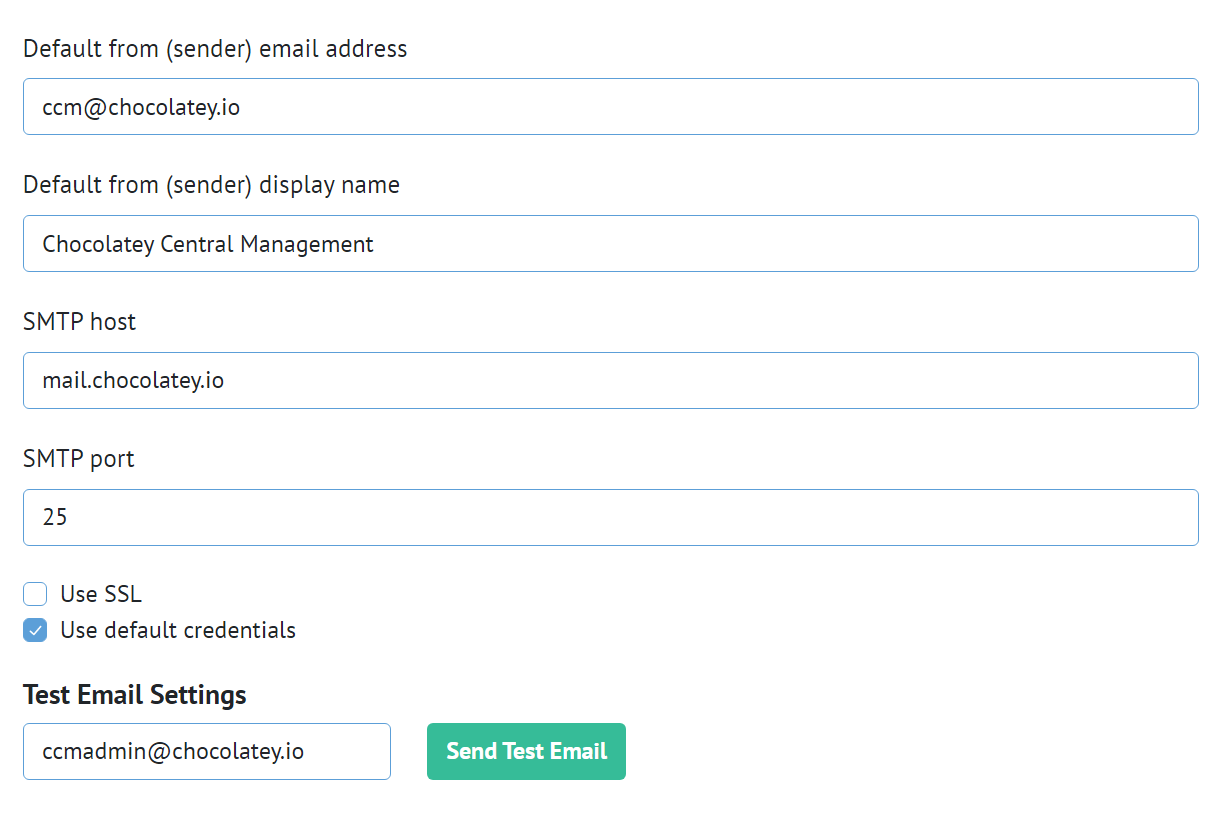 Default from (sender) email address
ccm@chocolatey.io
Default from (sender) display name
Chocolatey Central Management
SMTP host
mail.chocolatey.io
SMTP port
25
Use SSL
Use default credentials
Test Email Settings
ccmadmin@chocolatey.io
Send Test Email